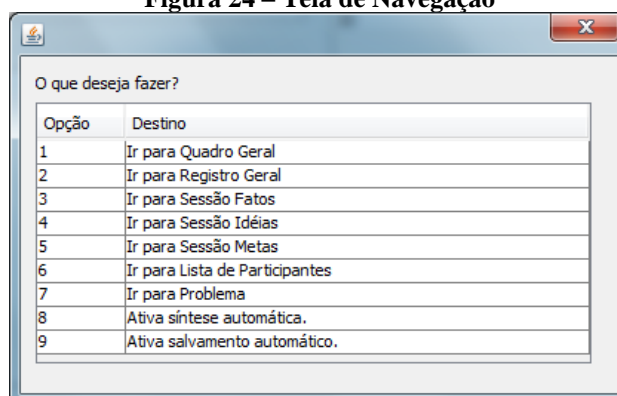 Figura 24 – Tela de Navegação
O que deseja fazer?
Opção Destino
1 Ir para Quadro Geral
2 Ir para Registro Geral
3 Ir para Sessão Fatos
4 Ir para Sessão Idéias
5 Ir para Sessão Metas
6 Ir para Lista de Participantes
7 Ir para Problema
8 Ativa síntese automática.
9 Ativa salvamento automático.